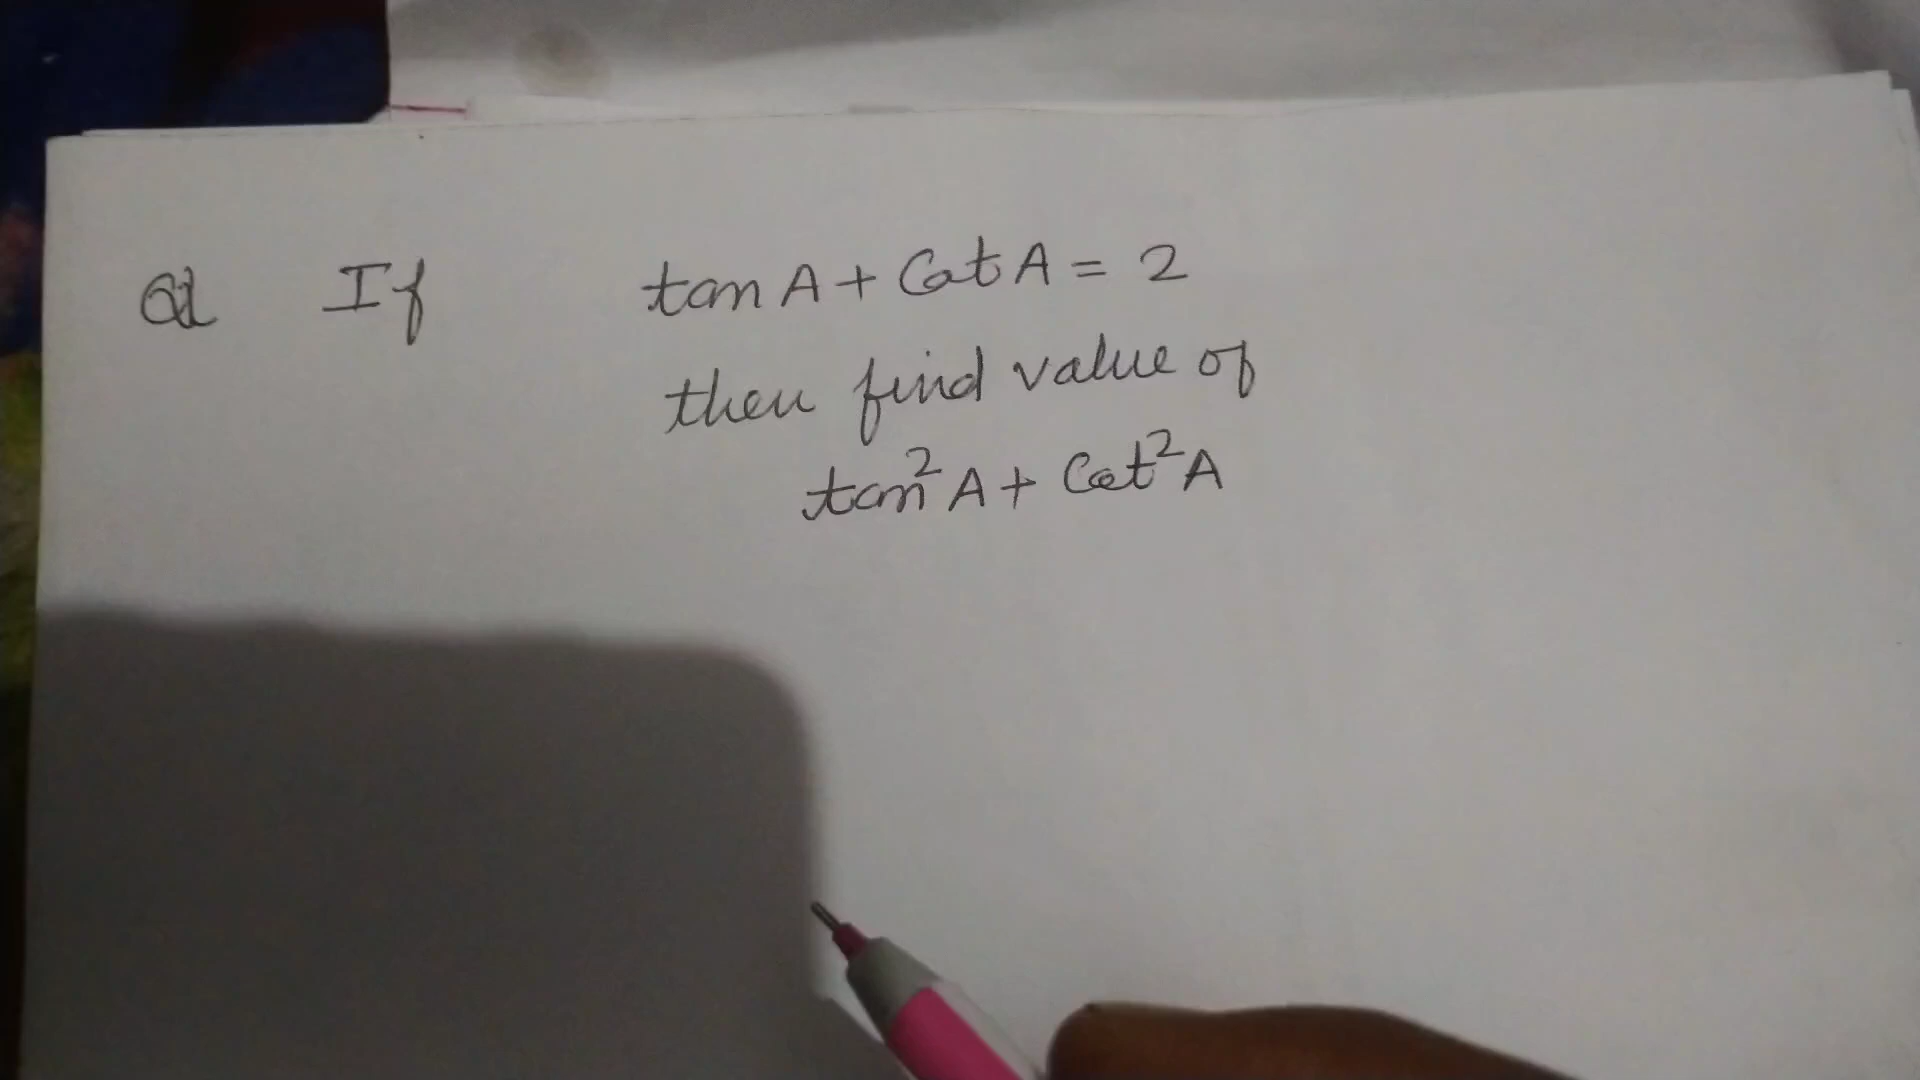 Q1 If tan A + Cot A = 2
then find value of
tan² A + Cot² A